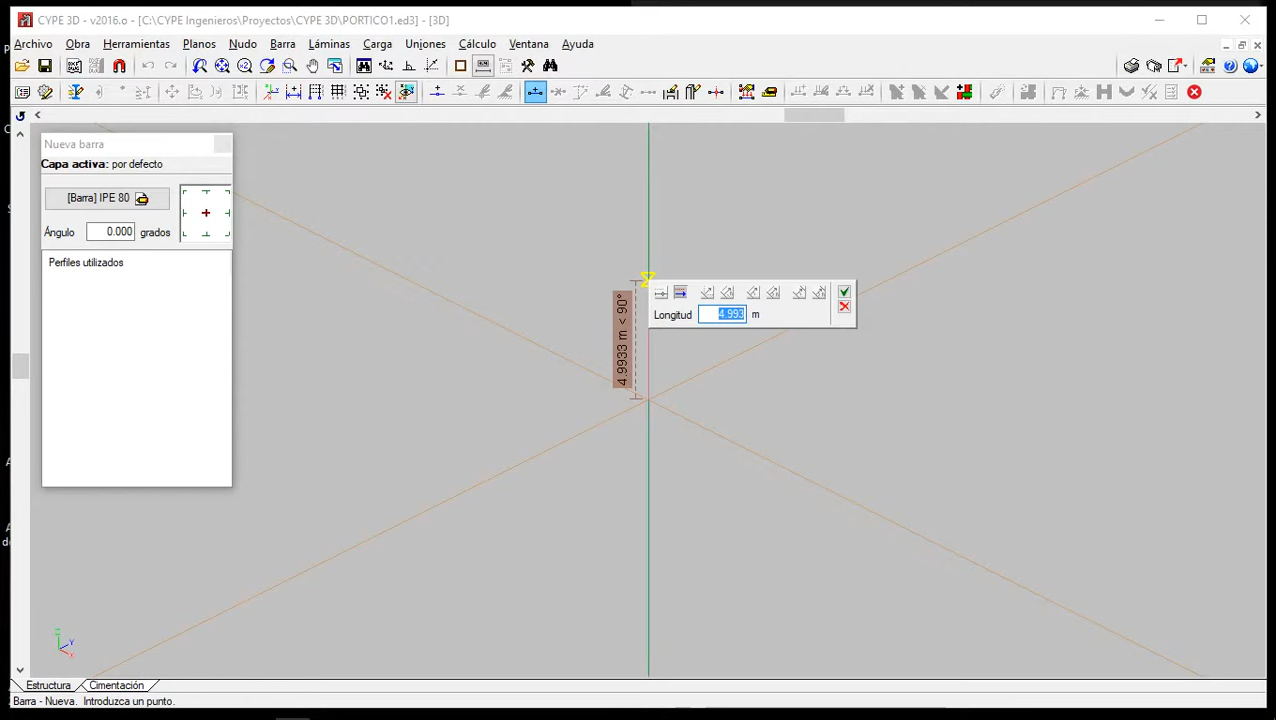 CYPE 3D - v2016.o - [C:\CYPE Ingenieros\Proyectos\CYPE 3D\PORTICO1.ed3] - [3D]
Archivo Obra Herramientas Planos Nudo Barra Láminas Carga Uniones Cálculo Ventana Ayuda
Nueva barra
Capa activa: por defecto
[Barra] IPE 80
Ángulo 0.000 grados
Perfiles utilizados
4.9933 m < 90°
Longitud 4.993 m
Z
Y
X
Estructura Cimentación
Barra - Nueva. Introduzca un punto.